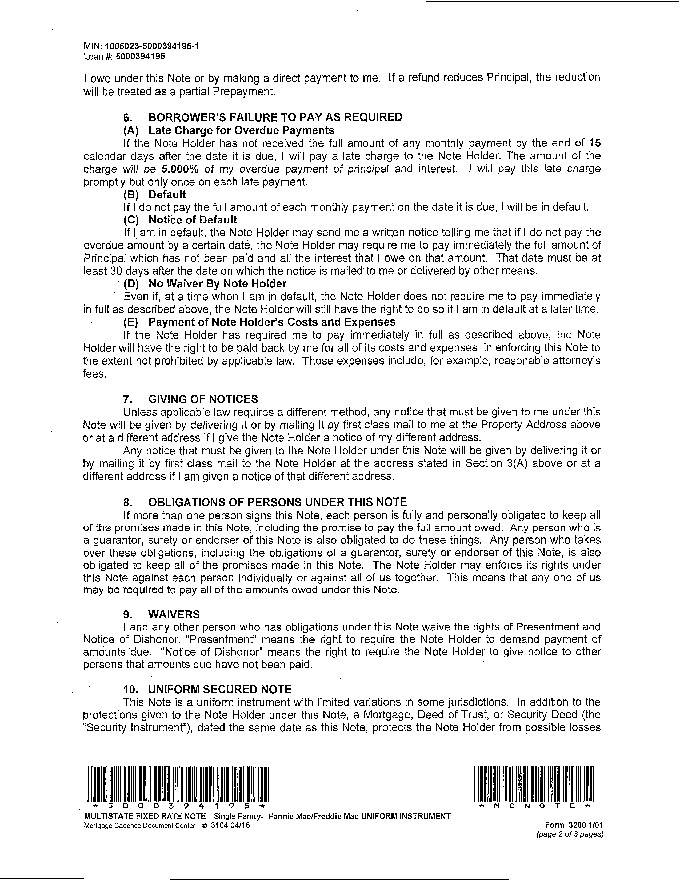 MIN: 1006023-5000394195-1
Loan #: 5000394195
I owe under this Note or by making a direct payment to me. If a refund reduces Principal, the reduction
will be treated as a partial Prepayment.
6. BORROWER'S FAILURE TO PAY AS REQUIRED
(A) Late Charge for Overdue Payments
If the Note Holder has not received the full amount of any monthly payment by the end of 15
calendar days after the date it is due, I will pay a late charge to the Note Holder. The amount of the
charge will be 5.000% of my overdue payment of principal and interest. I will pay this late charge
promptly but only once on each late payment.
(B) Default
If I do not pay the full amount of each monthly payment on the date it is due, I will be in default.
(C) Notice of Default
If I am in default, the Note Holder may send me a written notice telling me that if I do not pay the
overdue amount by a certain date, the Note Holder may require me to pay immediately the full amount of
Principal which has not been paid and all the interest that I owe on that amount. That date must be at
least 30 days after the date on which the notice is mailed to me or delivered by other means.
(D) No Waiver By Note Holder
Even if, at a time when I am in default, the Note Holder does not require me to pay immediately
in full as described above, the Note Holder will still have the right to do so if I am in default at a later time.
(E) Payment of Note Holder's Costs and Expenses
If the Note Holder has required me to pay immediately in full as described above, the Note
Holder will have the right to be paid back by me for all of its costs and expenses in enforcing this Note to
the extent not prohibited by applicable law. Those expenses include, for example, reasonable attorney's
fees.
7. GIVING OF NOTICES
Unless applicable law requires a different method, any notice that must be given to me under this
Note will be given by delivering it or by mailing it by first class mail to me at the Property Address above
or at a different address if I give the Note Holder a notice of my different address.
Any notice that must be given to the Note Holder under this Note will be given by delivering it or
by mailing it by first class mail to the Note Holder at the address stated in Section 3(A) above or at a
different address if I am given a notice of that different address.
8. OBLIGATIONS OF PERSONS UNDER THIS NOTE
If more than one person signs this Note, each person is fully and personally obligated to keep all
of the promises made in this Note, including the promise to pay the full amount owed. Any person who is
a guarantor, surety or endorser of this Note is also obligated to do these things. Any person who takes
over these obligations, including the obligations of a guarantor, surety or endorser of this Note, is also
obligated to keep all of the promises made in this Note. The Note Holder may enforce its rights under
this Note against each person individually or against all of us together. This means that any one of us
may be required to pay all of the amounts owed under this Note.
9. WAIVERS
I and any other person who has obligations under this Note waive the rights of Presentment and
Notice of Dishonor. "Presentment" means the right to require the Note Holder to demand payment of
amounts due. "Notice of Dishonor" means the right to require the Note Holder to give notice to other
persons that amounts due have not been paid.
10. UNIFORM SECURED NOTE
This Note is a uniform instrument with limited variations in some jurisdictions. In addition to the
protections given to the Note Holder under this Note, a Mortgage, Deed of Trust, or Security Deed (the
"Security Instrument"), dated the same date as this Note, protects the Note Holder from possible losses
* 5 0 0 0 3 9 4 1 9 5 *
* N C N O T E *
MULTISTATE FIXED RATE NOTE - Single Family- Fannie Mae/Freddie Mac UNIFORM INSTRUMENT
Mortgage Cadence Document Center © 3104 04/16
Form 3200 1/01
(page 2 of 3 pages)